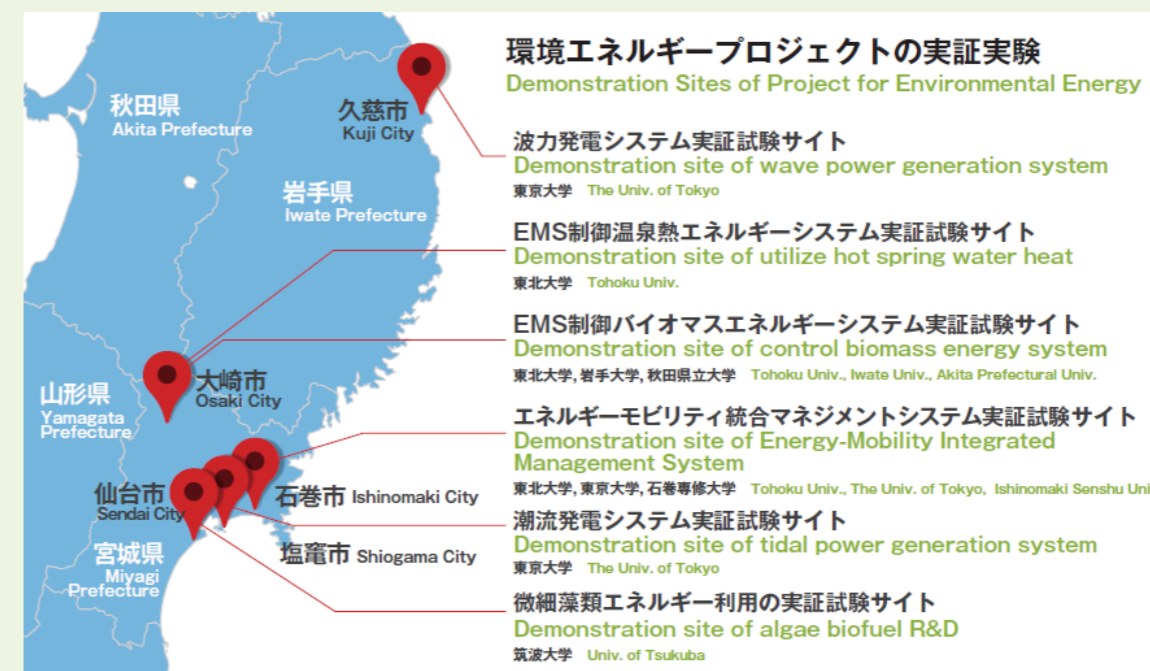 環境エネルギープロジェクトの実証実験
Demonstration Sites of Project for Environmental Energy
秋田県
Akita Prefecture
久慈市
Kuji City
波力発電システム実証試験サイト
Demonstration site of wave power generation system
東京大学 The Univ. of Tokyo
岩手県
Iwate Prefecture
EMS制御温泉熱エネルギーシステム実証試験サイト
Demonstration site of utilize hot spring water heat
東北大学 Tohoku Univ.
EMS制御バイオマスエネルギーシステム実証試験サイト
Demonstration site of control biomass energy system
東北大学, 岩手大学, 秋田県立大学 Tohoku Univ., Iwate Univ., Akita Prefectural Univ.
大崎市
Osaki City
山形県
Yamagata
Prefecture
エネルギーモビリティ統合マネジメントシステム実証試験サイト
Demonstration site of Energy-Mobility Integrated
Management System
東北大学, 東京大学, 石巻専修大学 Tohoku Univ., The Univ. of Tokyo, Ishinomaki Senshu Uni
仙台市
Sendai City
石巻市 Ishinomaki City
潮流発電システム実証試験サイト
Demonstration site of tidal power generation system
東京大学 The Univ. of Tokyo
塩竃市 Shiogama City
宮城県
Miyagi
Prefecture
微細藻類エネルギー利用の実証試験サイト
Demonstration site of algae biofuel R&D
筑波大学 Univ. of Tsukuba